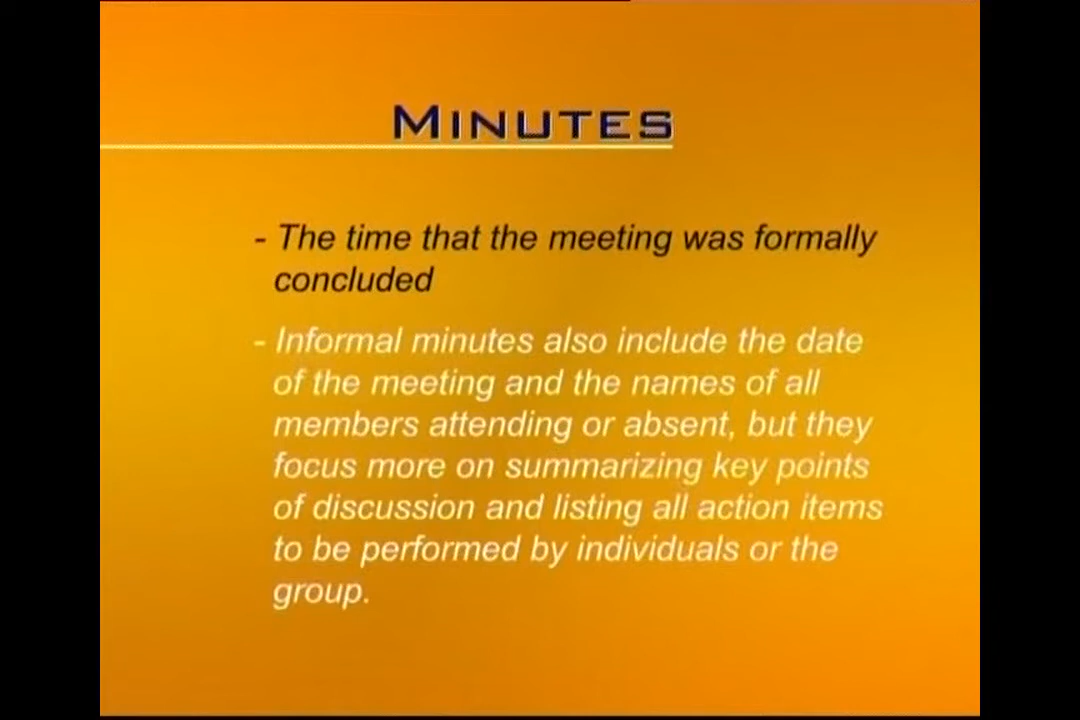 MINUTES
- The time that the meeting was formally
concluded
- Informal minutes also include the date
of the meeting and the names of all
members attending or absent, but they
focus more on summarizing key points
of discussion and listing all action items
to be performed by individuals or the
group.